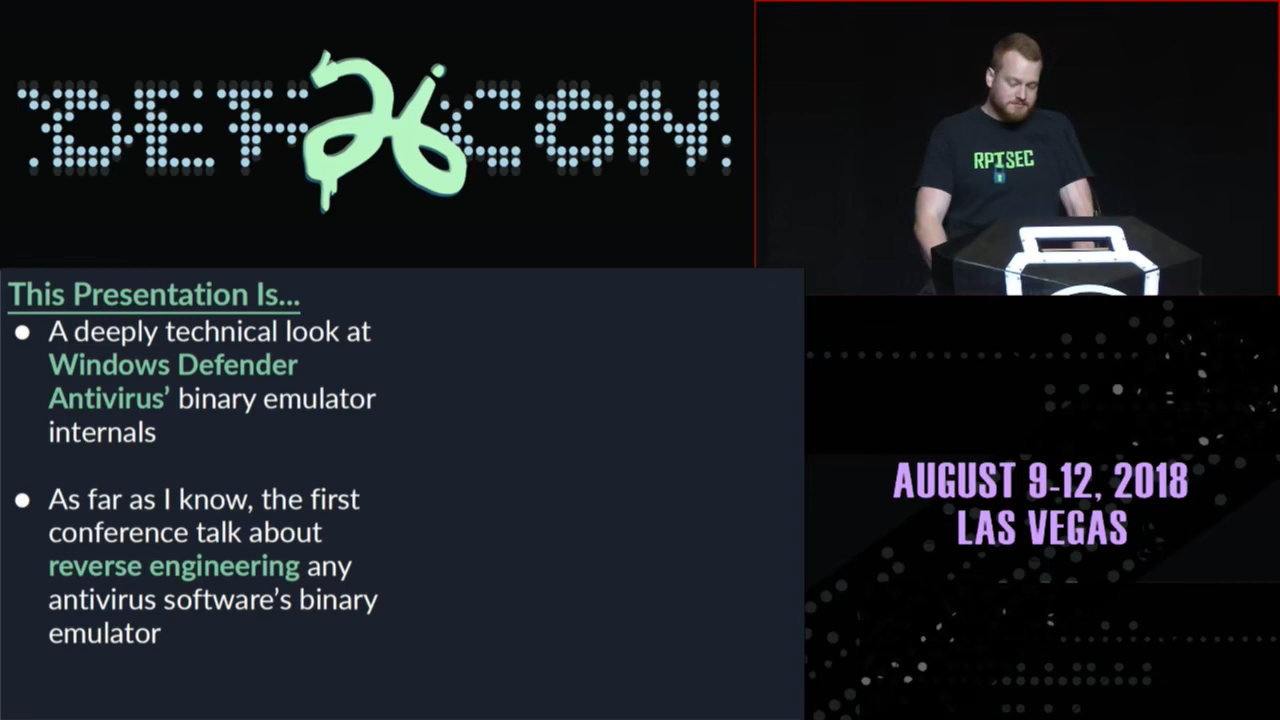 DEF CON
26
RPISEC
This Presentation Is...
● A deeply technical look at
Windows Defender
Antivirus’ binary emulator
internals
● As far as I know, the first
conference talk about
reverse engineering any
antivirus software’s binary
emulator
AUGUST 9-12, 2018
LAS VEGAS